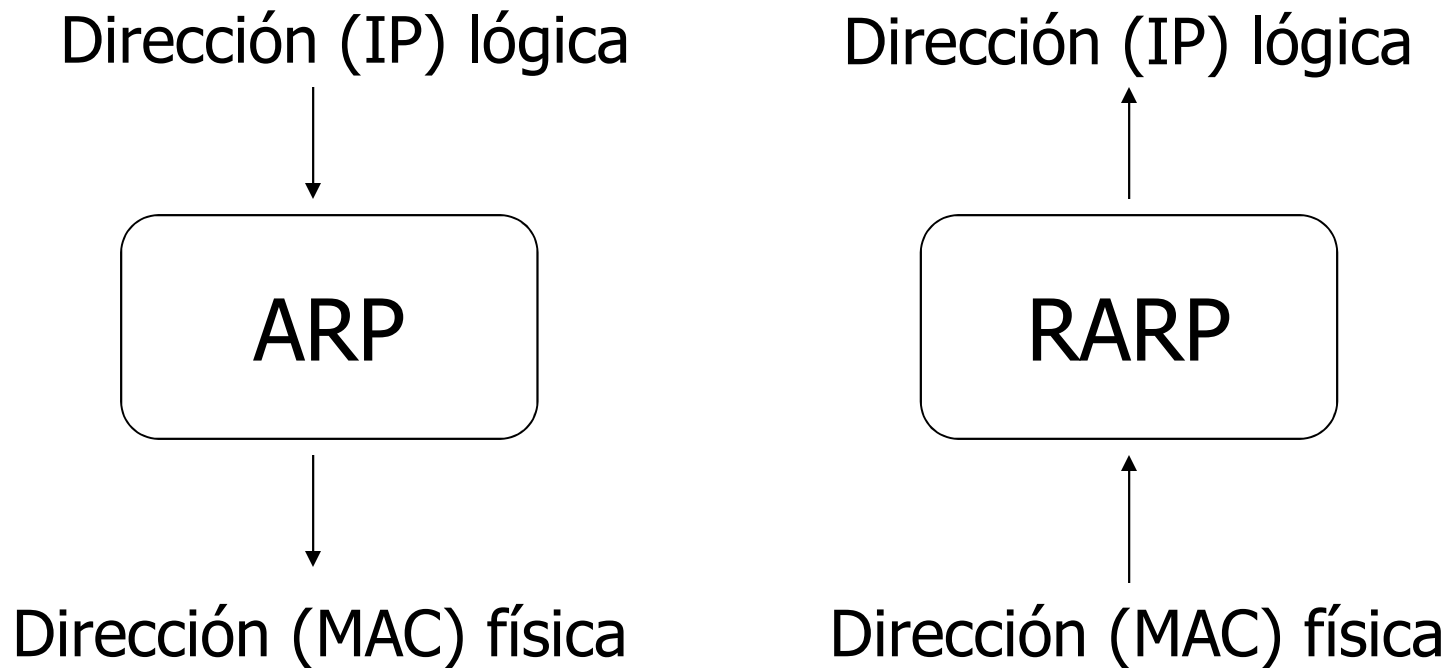 Dirección (IP) lógica
ARP
Dirección (MAC) física
Dirección (IP) lógica
RARP
Dirección (MAC) física